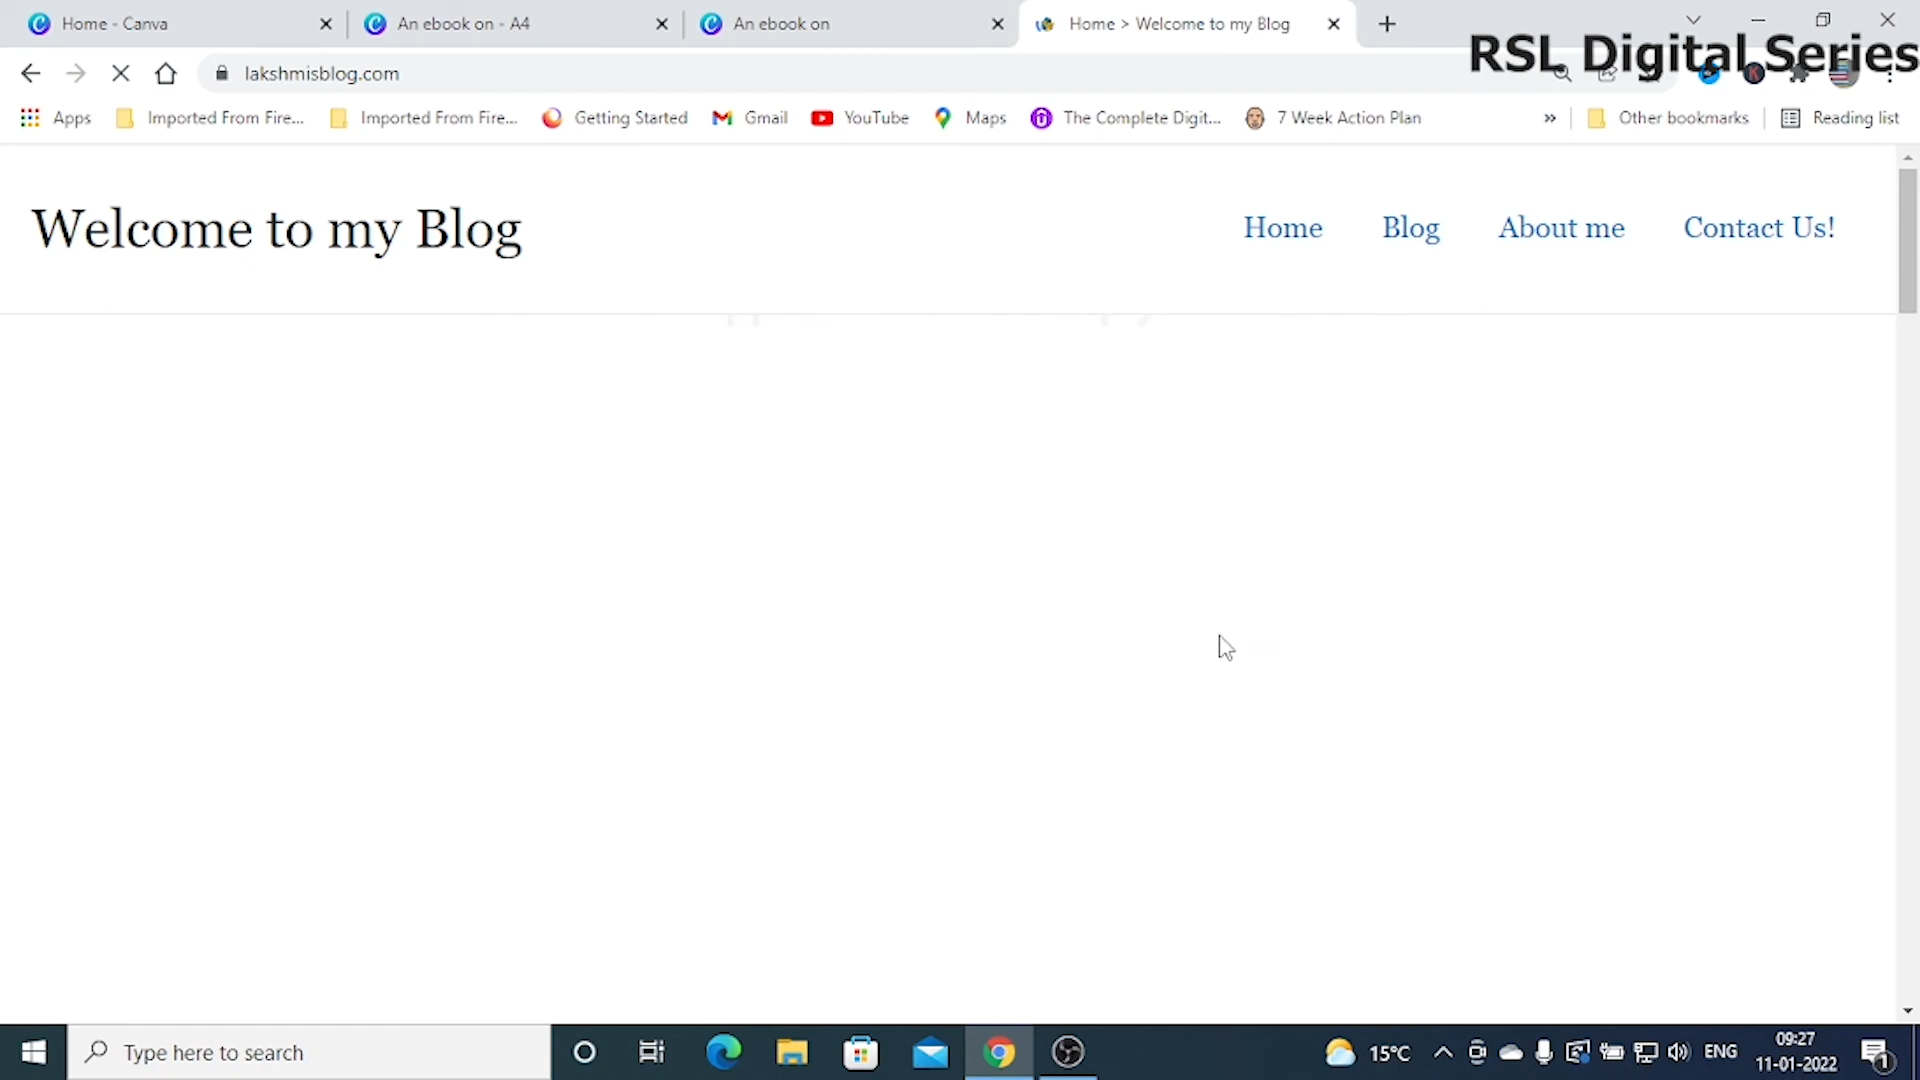 Home - Canva
An ebook on - A4
An ebook on
Home > Welcome to my Blog
RSL Digital Series
lakshmisblog.com
Apps
Imported From Fire...
Imported From Fire...
Getting Started
Gmail
YouTube
Maps
The Complete Digit...
7 Week Action Plan
»
Other bookmarks
Reading list
Welcome to my Blog
Home
Blog
About me
Contact Us!
Type here to search
15°C
ENG
09:27
11-01-2022
1